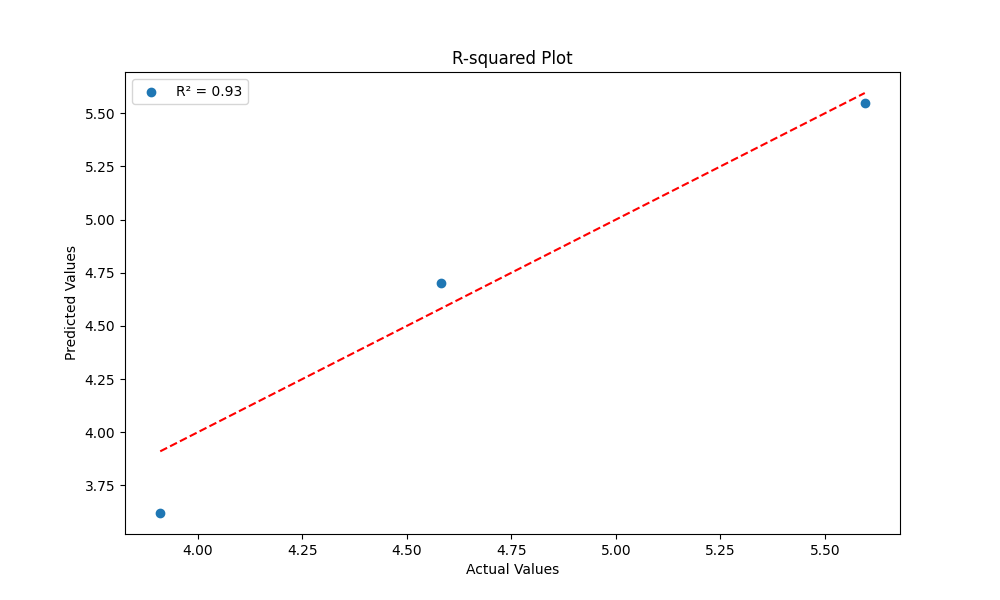 R-squared Plot
R² = 0.93
Predicted Values
5.50
5.25
5.00
4.75
4.50
4.25
4.00
3.75
4.00 4.25 4.50 4.75 5.00 5.25 5.50
Actual Values